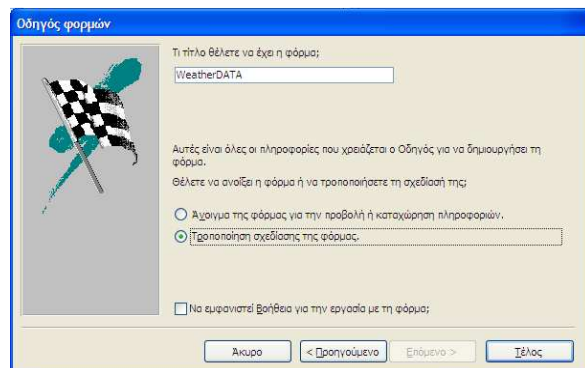 Οδηγός φορμών
Τι τίτλο θέλετε να έχει η φόρμα;
WeatherDATA
Αυτές είναι όλες οι πληροφορίες που χρειάζεται ο Οδηγός για να δημιουργήσει τη
φόρμα.
Θέλετε να ανοίξει η φόρμα ή να τροποποιήσετε τη σχεδίασή της;
Άνοιγμα της φόρμας για την προβολή ή καταχώρηση πληροφοριών.
Τροποποίηση σχεδίασης της φόρμας.
Να εμφανιστεί Βοήθεια για την εργασία με τη φόρμα;
Άκυρο
< Προηγούμενο
Επόμενο >
Τέλος